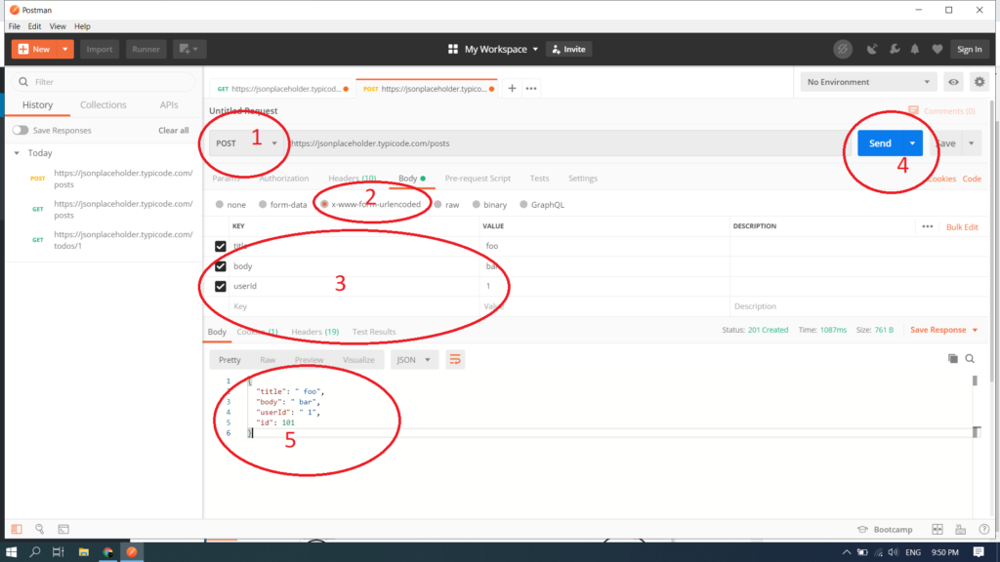 Postman
File Edit View Help
New Import Runner My Workspace Invite Sign In
Filter
History Collections APIs
Save Responses Clear all
Today
POST https://jsonplaceholder.typicode.com/
posts
GET https://jsonplaceholder.typicode.com/
posts
GET https://jsonplaceholder.typicode.com/
todos/1
GET https://jsonplaceholder.typicod... POST https://jsonplaceholder.typico... No Environment
Untitled Request Comments (0)
POST 1 https://jsonplaceholder.typicode.com/posts Send Save
4
Params Authorization Headers (10) Body Pre-request Script Tests Settings Cookies Code
none form-data x-www-form-urlencoded raw binary GraphQL
2
KEY VALUE DESCRIPTION Bulk Edit
title foo
body bar
userId 1
3
Key Value Description
Body Cookies (1) Headers (19) Test Results Status: 201 Created Time: 1087ms Size: 761 B Save Response
Pretty Raw Preview Visualize JSON
1 {
2 "title": " foo",
3 "body": " bar",
4 "userId": " 1",
5 "id": 101
6 }
5
Bootcamp
ENG 9:50 PM